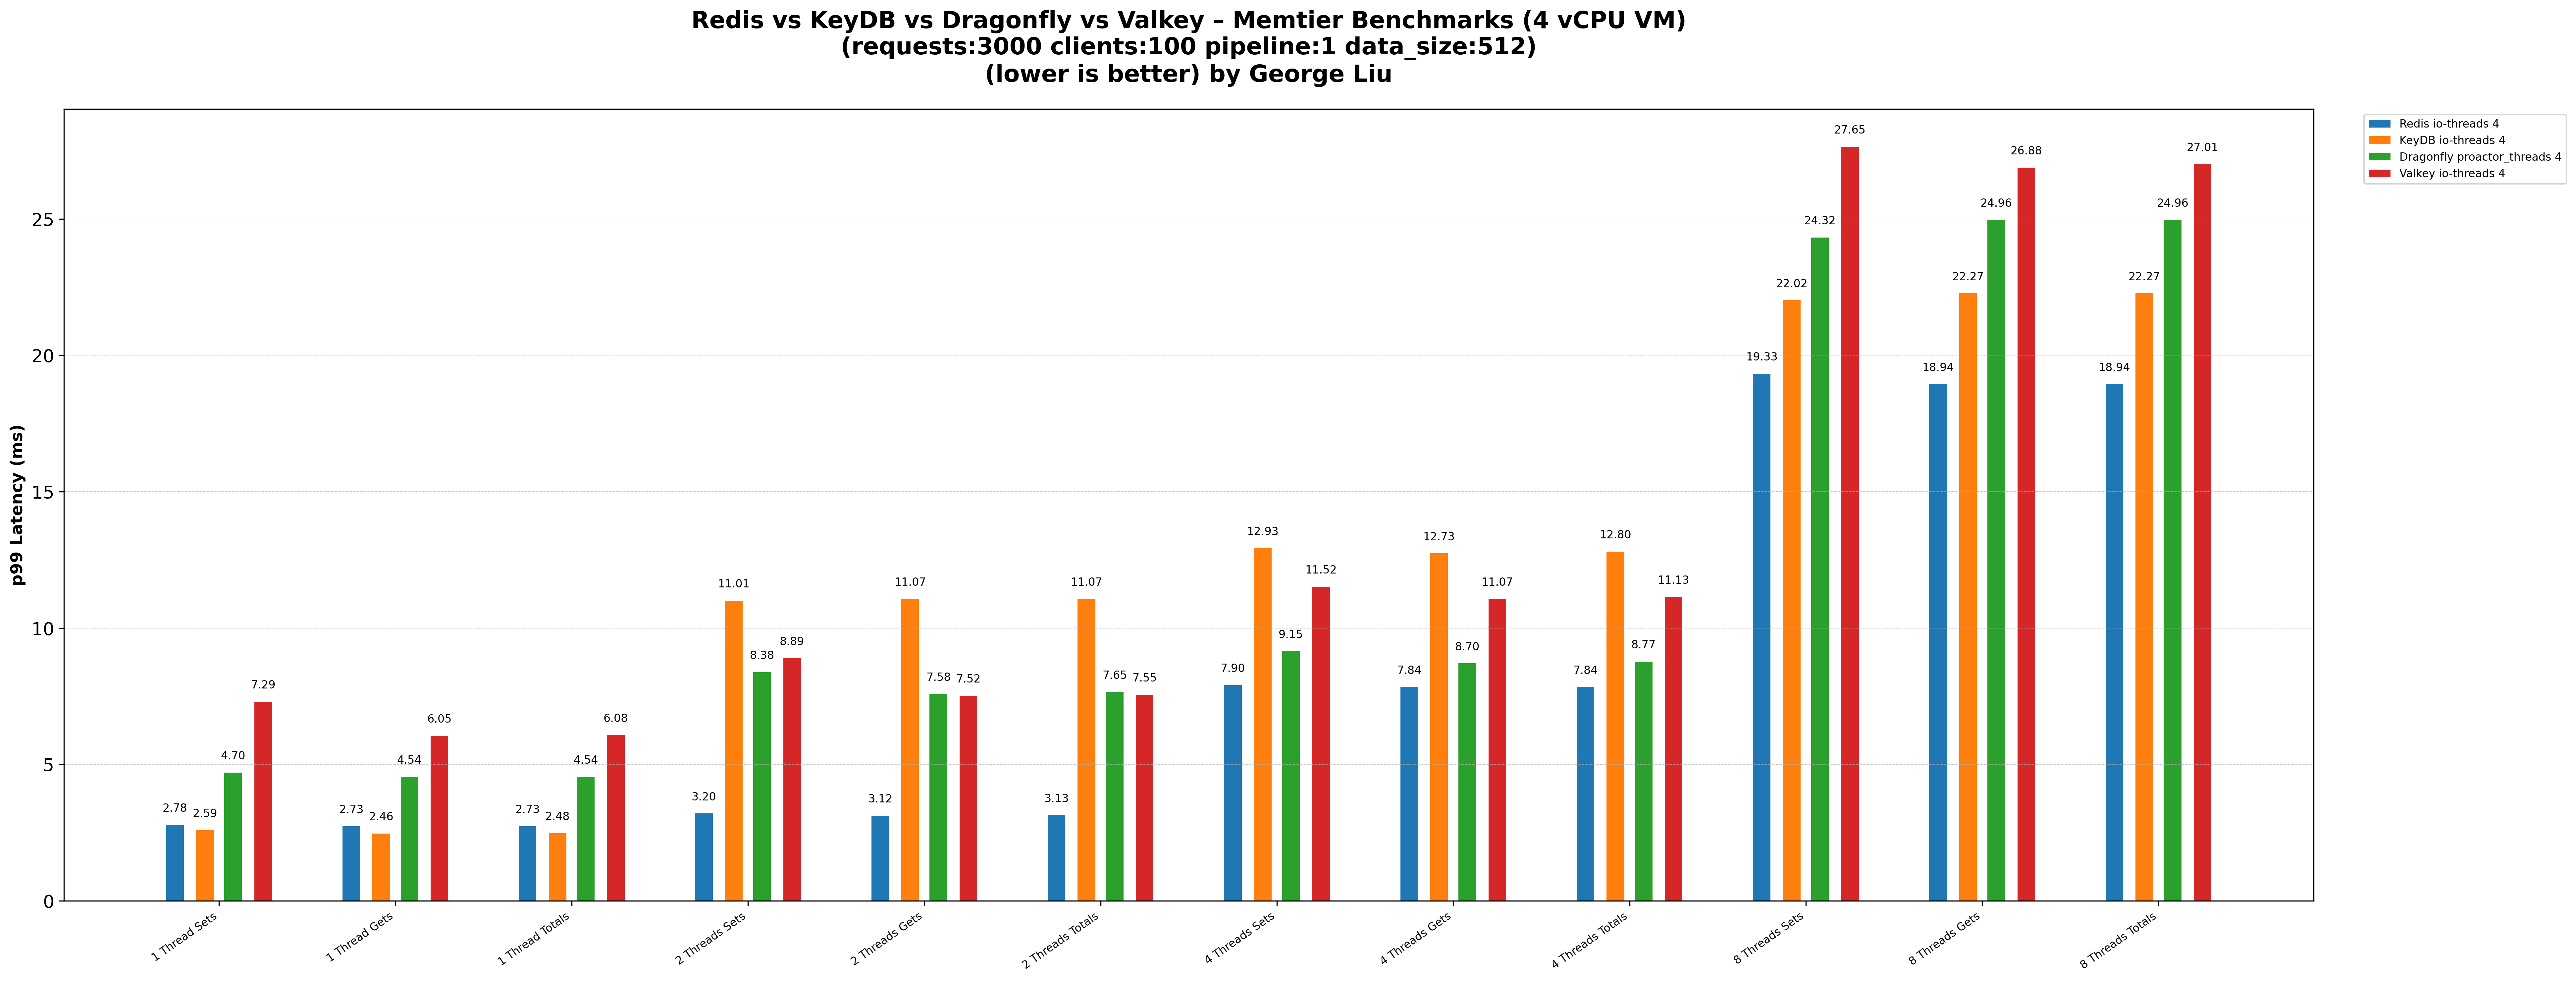 Redis vs KeyDB vs Dragonfly vs Valkey – Memtier Benchmarks (4 vCPU VM)
(requests:3000 clients:100 pipeline:1 data_size:512)
(lower is better) by George Liu
Redis io-threads 4
KeyDB io-threads 4
Dragonfly proactor_threads 4
Valkey io-threads 4
p99 Latency (ms)
25
20
15
10
5
0
2.78 2.59 4.70 7.29
2.73 2.46 4.54 6.05
2.73 2.48 4.54 6.08
3.20 11.01 8.38 8.89
3.12 11.07 7.58 7.52
3.13 11.07 7.65 7.55
7.90 12.93 9.15 11.52
7.84 12.73 8.70 11.07
7.84 12.80 8.77 11.13
19.33 22.02 24.32 27.65
18.94 22.27 24.96 26.88
18.94 22.27 24.96 27.01
1 Thread Sets
1 Thread Gets
1 Thread Totals
2 Threads Sets
2 Threads Gets
2 Threads Totals
4 Threads Sets
4 Threads Gets
4 Threads Totals
8 Threads Sets
8 Threads Gets
8 Threads Totals